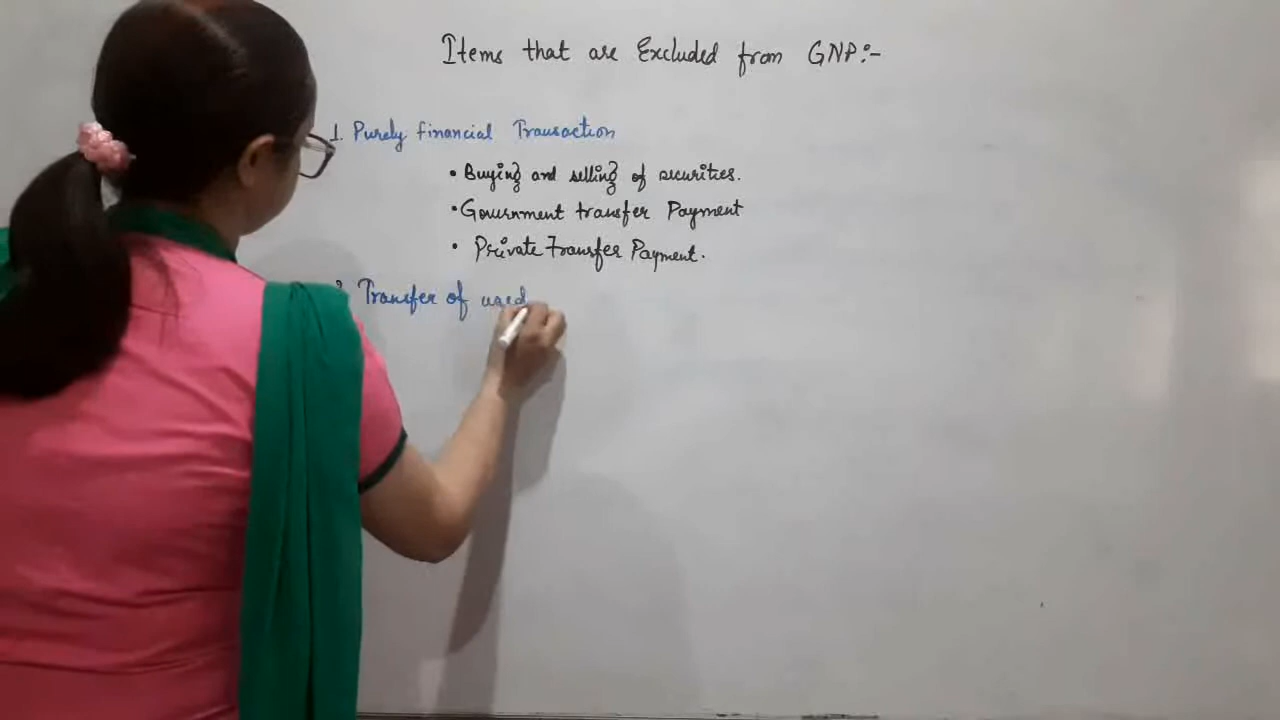 Items that are Excluded from GNP:-
1. Purely financial Transaction
• Buying and selling of securities.
• Government transfer Payment
• Private Transfer Payment.
Transfer of used